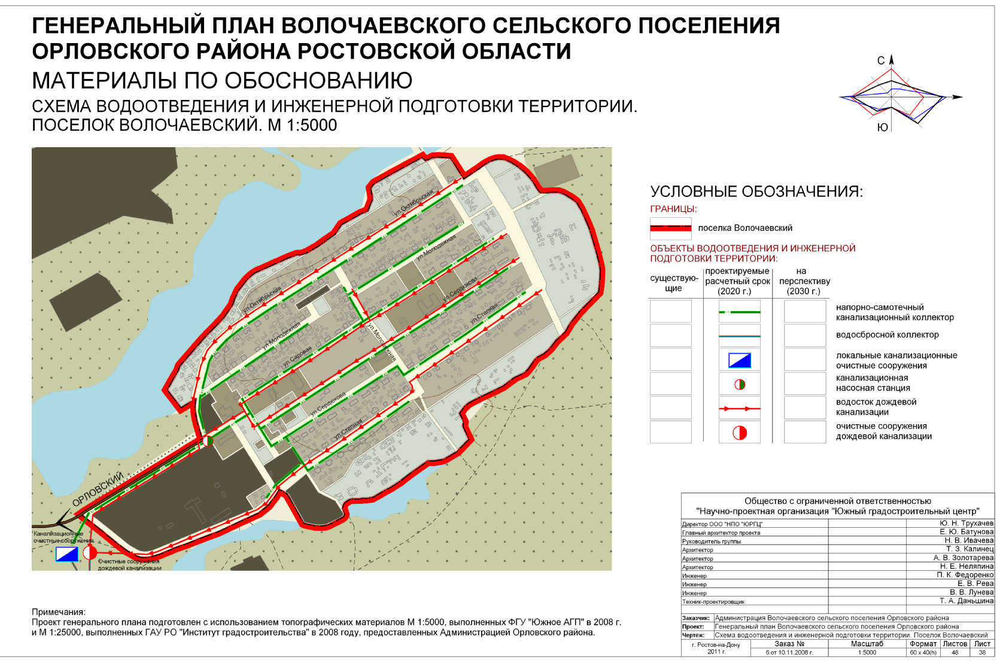 ГЕНЕРАЛЬНЫЙ ПЛАН ВОЛОЧАЕВСКОГО СЕЛЬСКОГО ПОСЕЛЕНИЯ
ОРЛОВСКОГО РАЙОНА РОСТОВСКОЙ ОБЛАСТИ
МАТЕРИАЛЫ ПО ОБОСНОВАНИЮ
СХЕМА ВОДООТВЕДЕНИЯ И ИНЖЕНЕРНОЙ ПОДГОТОВКИ ТЕРРИТОРИИ.
ПОСЕЛОК ВОЛОЧАЕВСКИЙ. М 1:5000
С
Ю
ул.Октябрьская
ул.Молодежная
ул.Октябрьская
ул.Сердюкова
ул.Степная
ул.Молодежная
ул.Молодежная
ул.Садовая
ул.Сердюкова
ул.Степная
ОРЛОВСКИЙ
Канализационные
очистные сооружения
Очистные сооружения
дождевой канализации
УСЛОВНЫЕ ОБОЗНАЧЕНИЯ:
ГРАНИЦЫ:
поселка Волочаевский
ОБЪЕКТЫ ВОДООТВЕДЕНИЯ И ИНЖЕНЕРНОЙ
ПОДГОТОВКИ ТЕРРИТОРИИ:
существую-
щие
проектируемые
расчетный срок
(2020 г.)
на
перспективу
(2030 г.)
напорно-самотечный
канализационный коллектор
водосбросной коллектор
локальные канализационные
очистные сооружения
канализационная
насосная станция
водосток дождевой
канализации
очистные сооружения
дождевой канализации
Общество с ограниченной ответственностью
"Научно-проектная организация "Южный градостроительный центр"
Директор ООО "НПО "ЮРГЦ" Ю. Н. Трухачев
Главный архитектор проекта Е. Ю. Батунова
Руководитель группы Н. В. Ивачева
Архитектор Т. З. Калинец
Архитектор А. В. Золотарева
Архитектор Н. Е. Неляпина
Инженер П. К. Федоренко
Инженер Е. В. Рева
Инженер В. В. Лунева
Техник-проектировщик Т. А. Даньшина
Заказчик: Администрация Волочаевского сельского поселения Орловского района
Проект: Генеральный план Волочаевского сельского поселения Орловского района
Чертёж: Схема водоотведения и инженерной подготовки территории. Поселок Волочаевский
г. Ростов-на-Дону
2011 г.
Заказ № Масштаб Формат Листов Лист
6 от 10.11.2008 г. 1:5000 60 x 40(h) 48 38
Примечания:
Проект генерального плана подготовлен с использованием топографических материалов М 1:5000, выполненных ФГУ "Южное АГП" в 2008 г.
и М 1:25000, выполненных ГАУ РО "Институт градостроительства" в 2008 году, предоставленных Администрацией Орловского района.